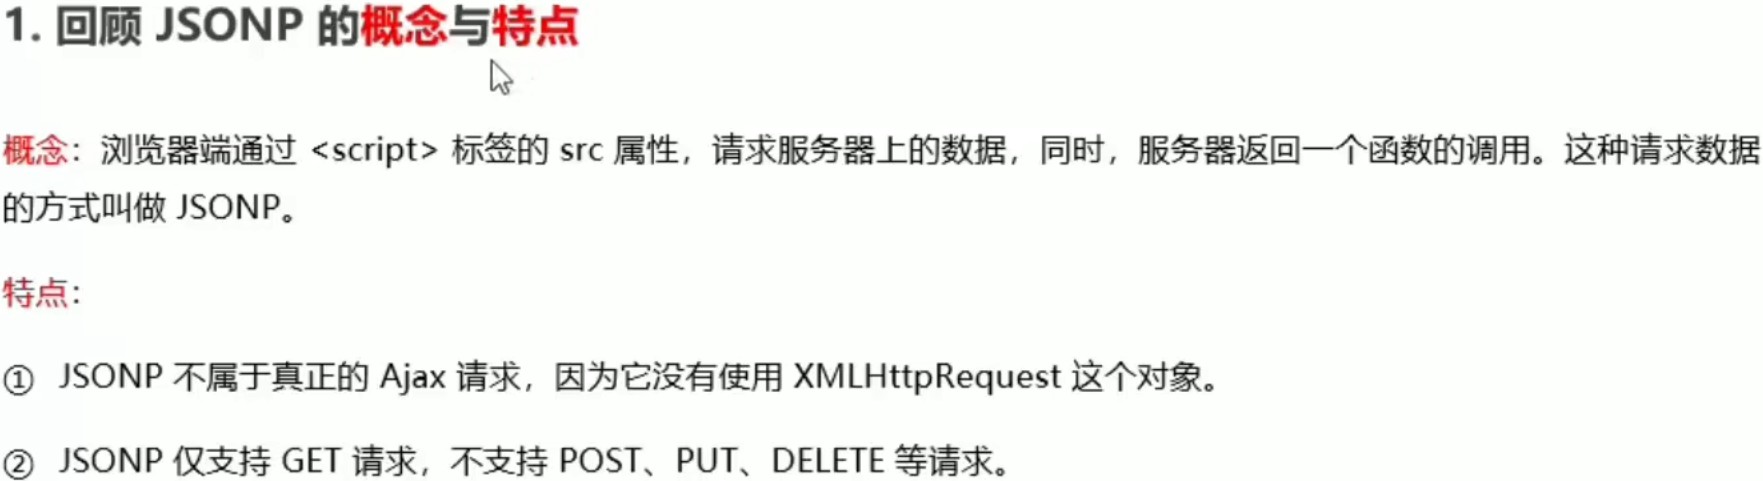 1. 回顾 JSONP 的概念与特点
概念：浏览器端通过 <script> 标签的 src 属性，请求服务器上的数据，同时，服务器返回一个函数的调用。这种请求数据
的方式叫做 JSONP。
特点：
① JSONP 不属于真正的 Ajax 请求，因为它没有使用 XMLHttpRequest 这个对象。
② JSONP 仅支持 GET 请求，不支持 POST、PUT、DELETE 等请求。